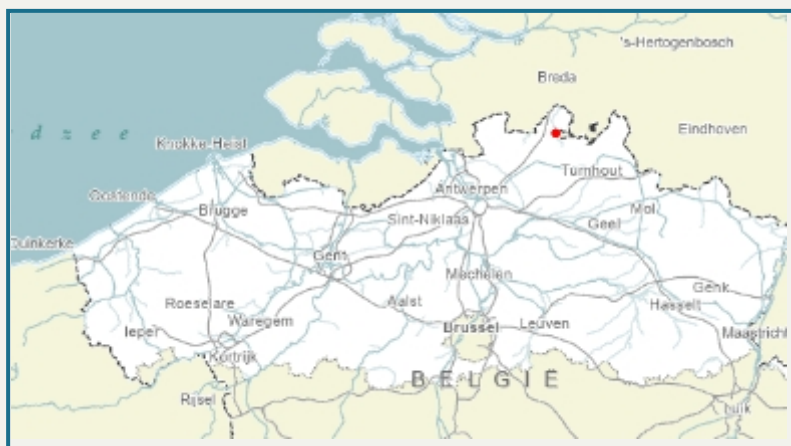 's-Hertogenbosch
Breda
d z e e
Knokke-Heist
Eindhoven
Turnhout
Oostende
Brugge
Antwerpen
Sint-Niklaas
Mol
Geel
Duinkerke
Gent
Mechelen
Genk
Roeselare
Aalst
Hasselt
Ieper
Waregem
Brussel
Leuven
Maastricht
Kortrijk
BELGIË
Rijsel
Luik